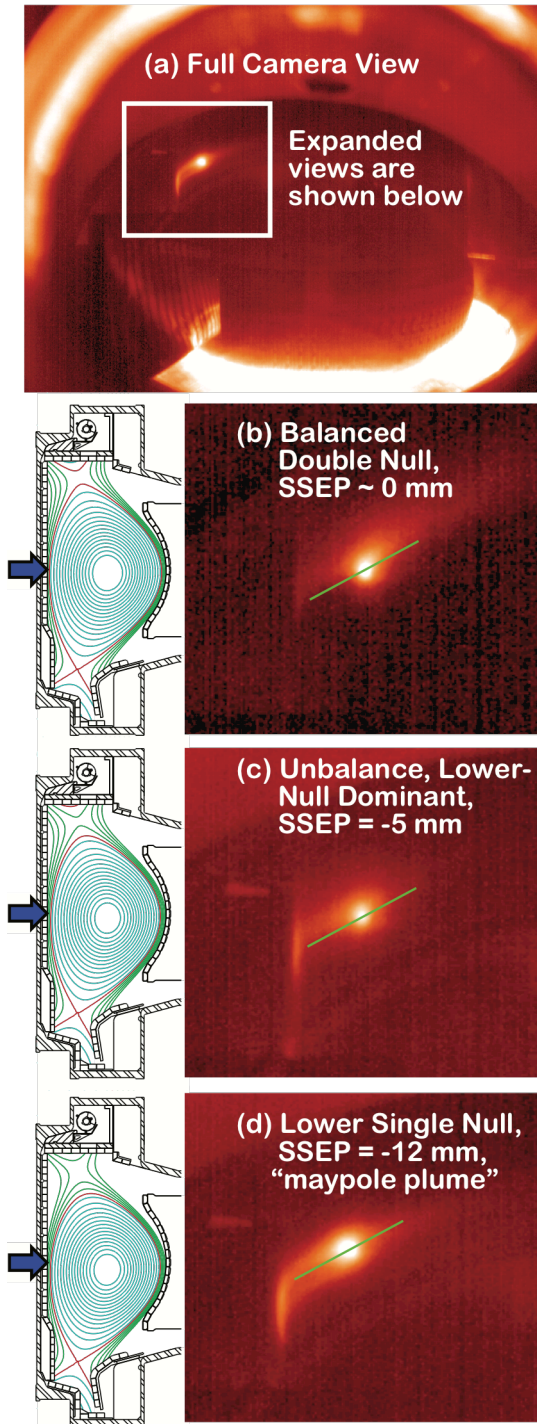 (a) Full Camera View
Expanded
views are
shown below
(b) Balanced
Double Null,
SSEP ~ 0 mm
(c) Unbalance, Lower-
Null Dominant,
SSEP = -5 mm
(d) Lower Single Null,
SSEP = -12 mm,
“maypole plume”